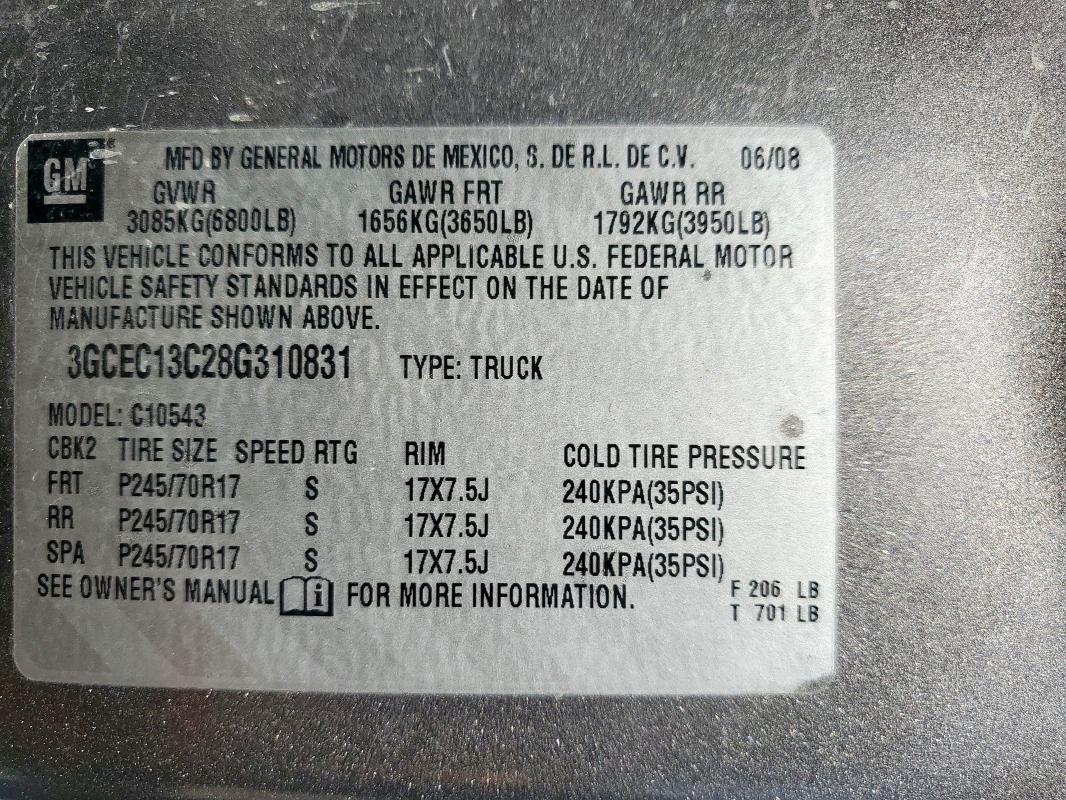 GM MFD BY GENERAL MOTORS DE MEXICO, S. DE R.L. DE C.V. 06/08
GVWR GAWR FRT GAWR RR
3085KG(6800LB) 1656KG(3650LB) 1792KG(3950LB)
THIS VEHICLE CONFORMS TO ALL APPLICABLE U.S. FEDERAL MOTOR
VEHICLE SAFETY STANDARDS IN EFFECT ON THE DATE OF
MANUFACTURE SHOWN ABOVE.
3GCEC13C28G310831 TYPE: TRUCK
MODEL: C10543
CBK2 TIRE SIZE SPEED RTG RIM COLD TIRE PRESSURE
FRT P245/70R17 S 17X7.5J 240KPA(35PSI)
RR P245/70R17 S 17X7.5J 240KPA(35PSI)
SPA P245/70R17 S 17X7.5J 240KPA(35PSI)
SEE OWNER'S MANUAL i FOR MORE INFORMATION.
F 206 LB
T 701 LB